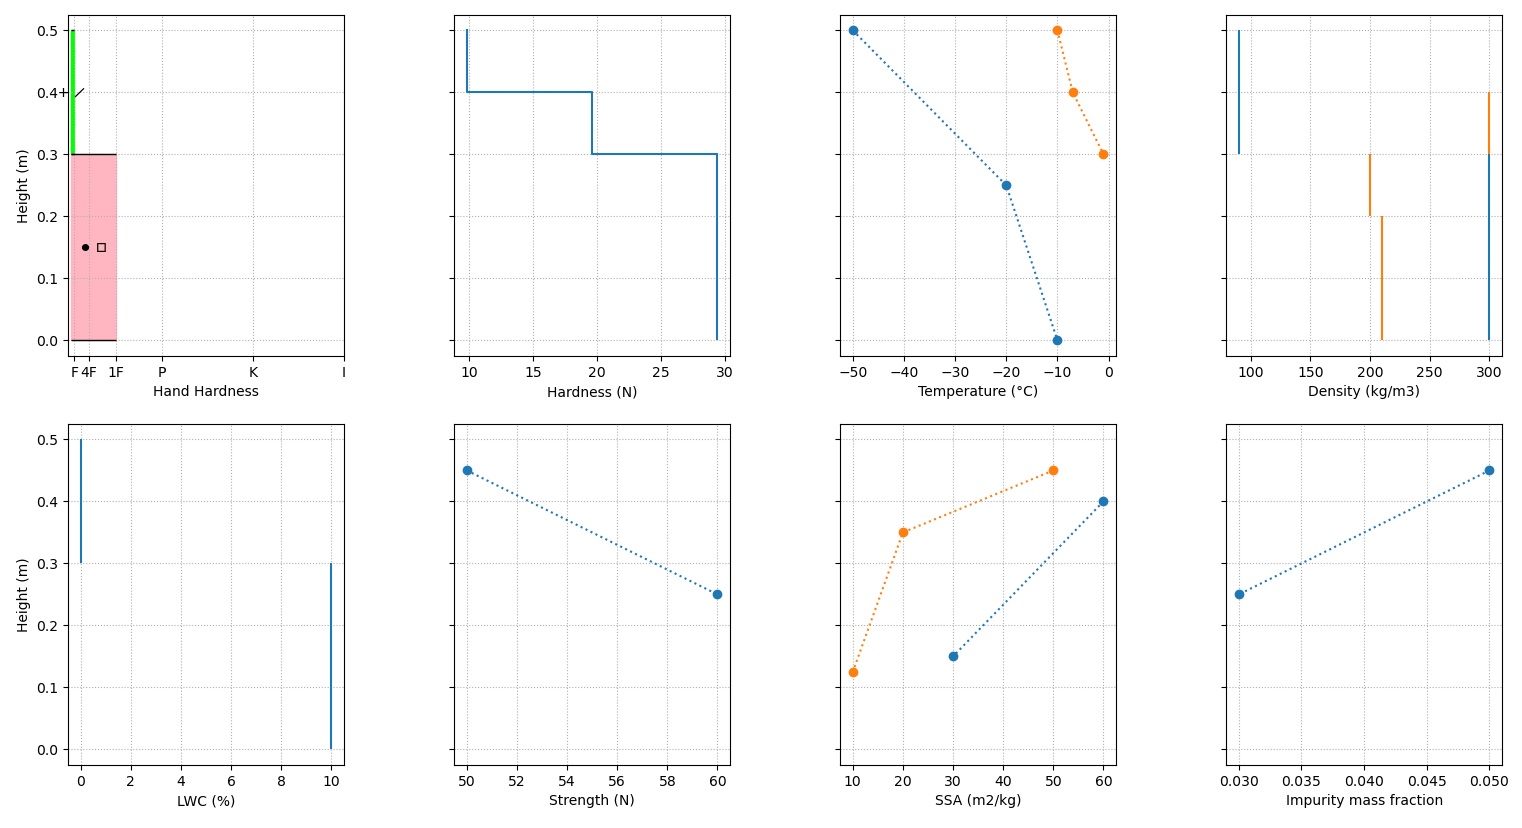 0.5
0.4
0.3
0.2
0.1
0.0
Height (m)
+
F 4F 1F P K I
Hand Hardness
10 15 20 25 30
Hardness (N)
−50 −40 −30 −20 −10 0
Temperature (°C)
100 150 200 250 300
Density (kg/m3)
0.5
0.4
0.3
0.2
0.1
0.0
Height (m)
0 2 4 6 8 10
LWC (%)
50 52 54 56 58 60
Strength (N)
10 20 30 40 50 60
SSA (m2/kg)
0.030 0.035 0.040 0.045 0.050
Impurity mass fraction